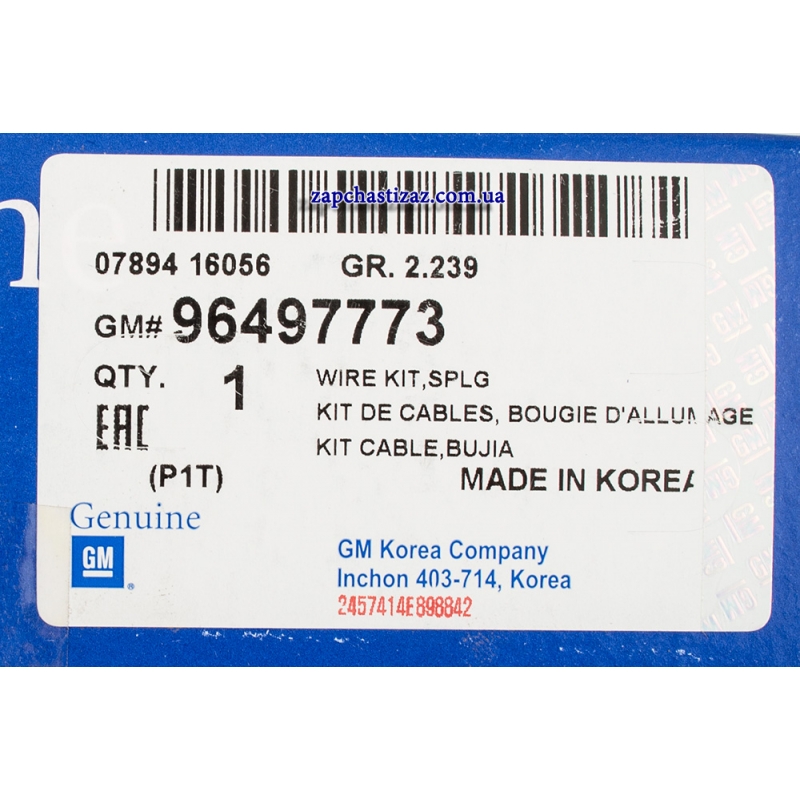 zapchastizaz.com.ua
07894 16056 GR. 2.239
GM# 96497773
QTY. 1 WIRE KIT,SPLG
KIT DE CABLES, BOUGIE D'ALLUMAGE
EAC KIT CABLE,BUJIA
(P1T) MADE IN KOREA
Genuine
GM ®
GM Korea Company
Inchon 403-714, Korea
2457414E898842